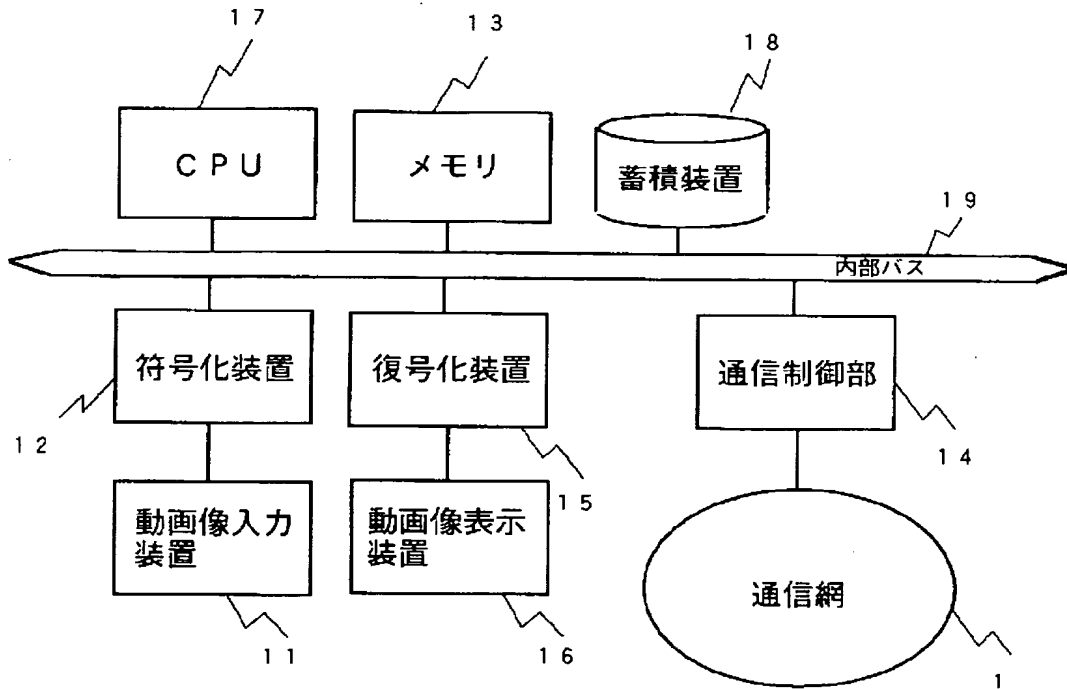 17
13
18
CPU
メモリ
蓄積装置
19
内部バス
符号化装置
復号化装置
通信制御部
12
15
14
動画像入力
装置
動画像表示
装置
通信網
11
16
1